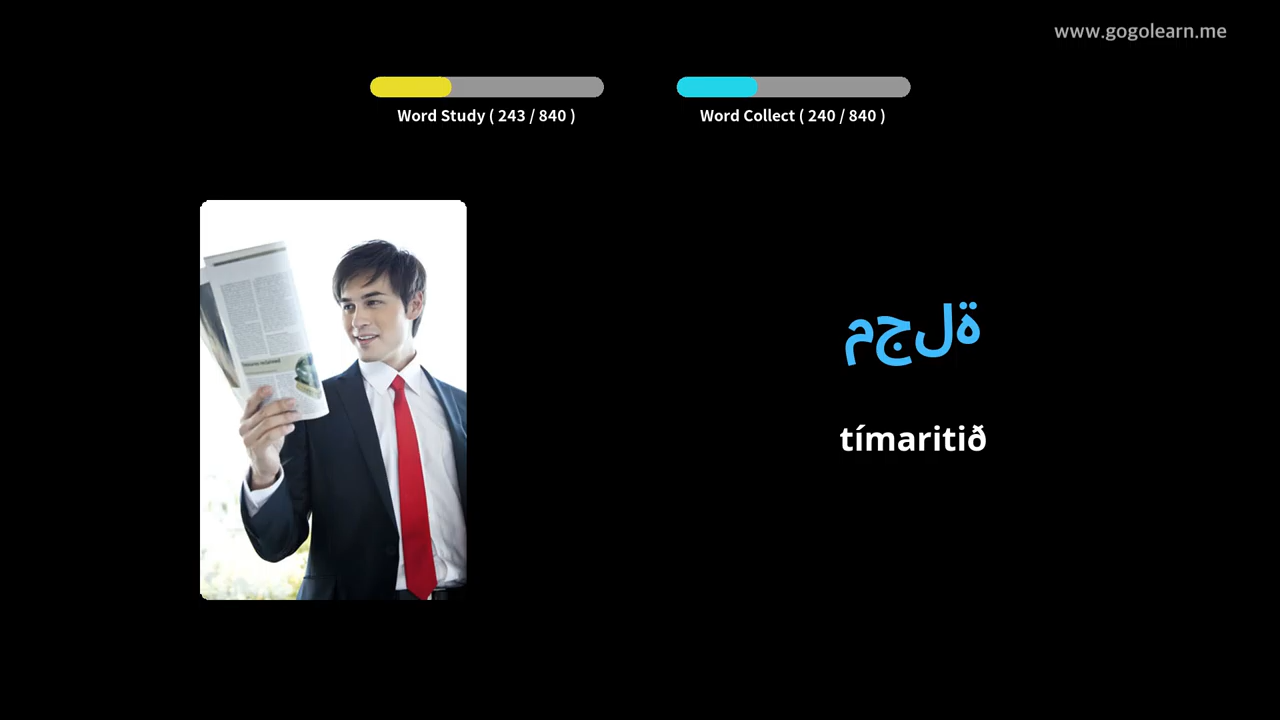 www.gogolearn.me
Word Study ( 243 / 840 )
Word Collect ( 240 / 840 )
مجلة
tímaritið